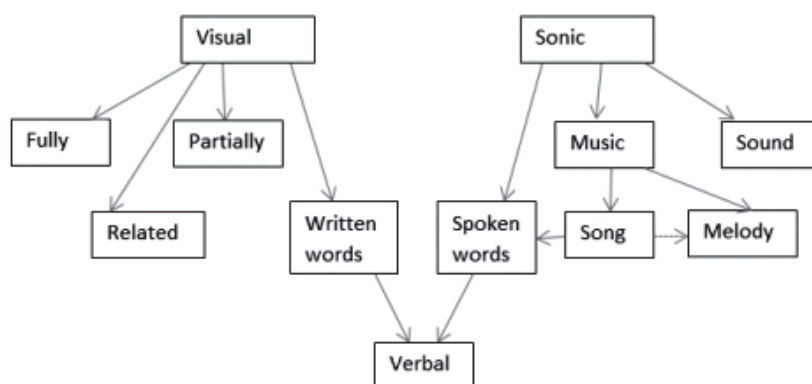 Visual
Sonic
Fully
Partially
Music
Sound
Related
Written
words
Spoken
words
Song
Melody
Verbal